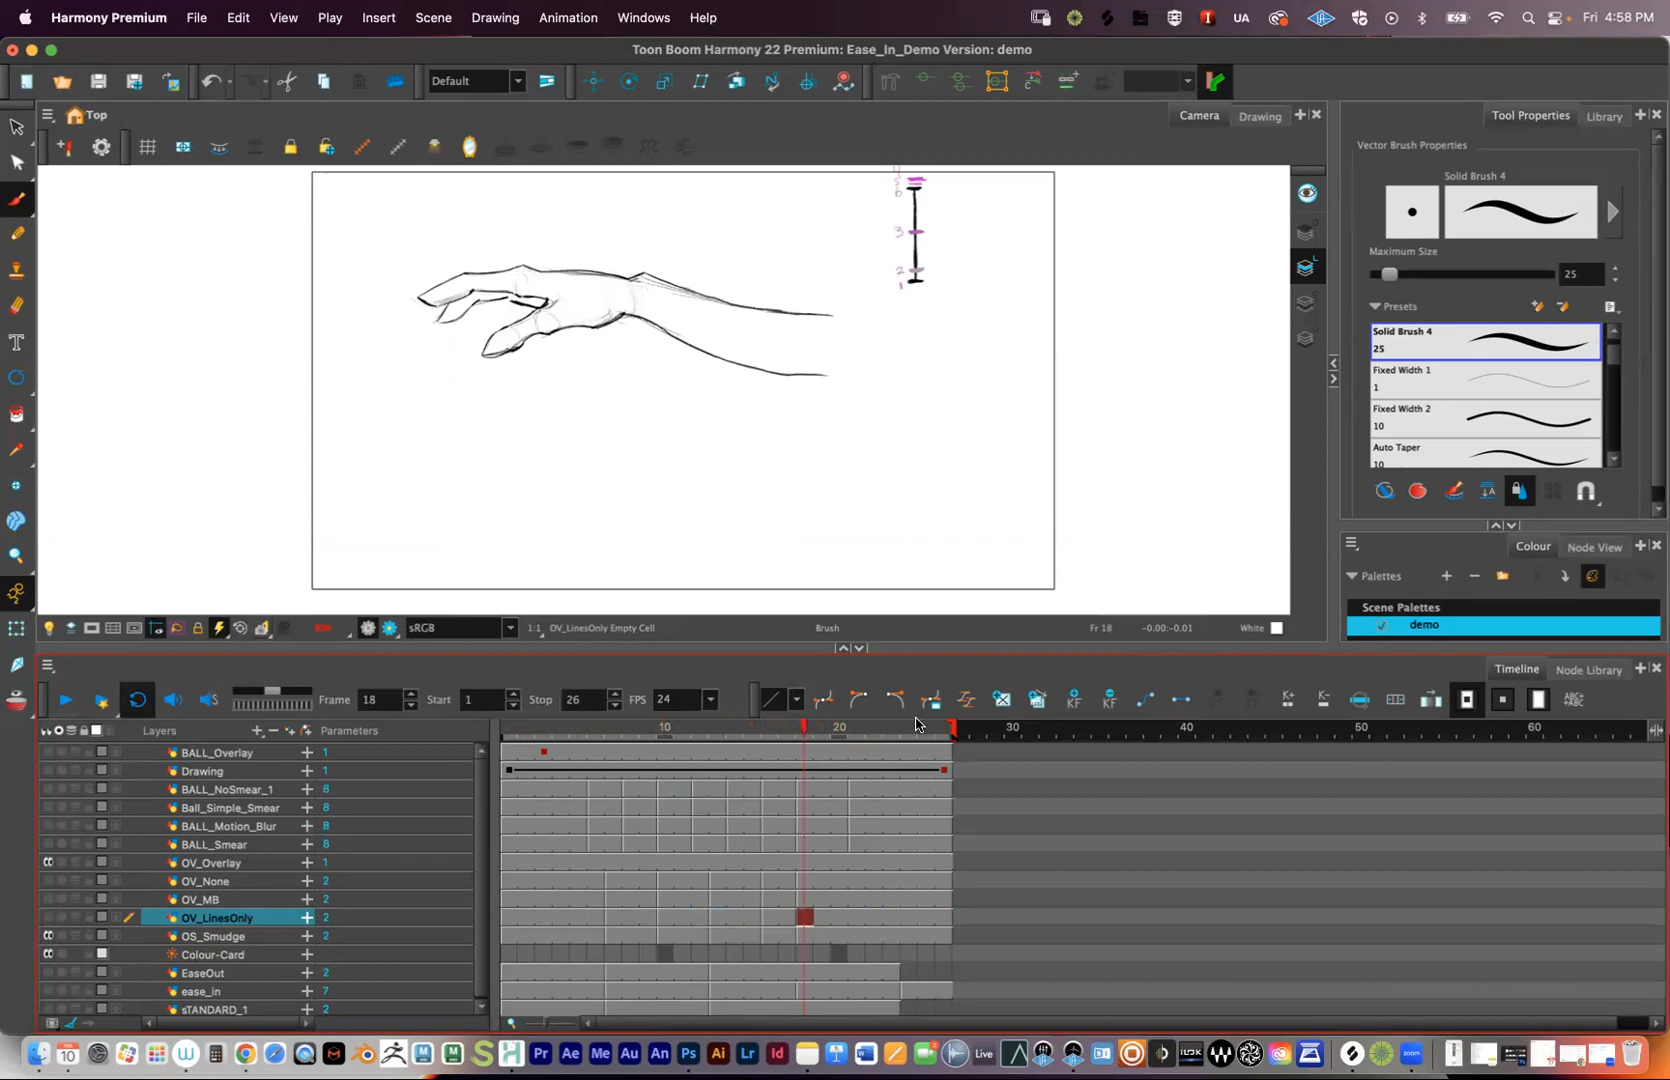 Harmony Premium File Edit View Play Insert Scene Drawing Animation Windows Help UA Fri 4:58 PM
Toon Boom Harmony 22 Premium: Ease_In_Demo Version: demo
Default
Top Camera Drawing
Tool Properties Library
Vector Brush Properties
Solid Brush 4
Maximum Size
25
Presets
Solid Brush 4
25
Fixed Width 1
1
Fixed Width 2
10
Auto Taper
10
3
2
1
Colour Node View
Palettes
Scene Palettes
demo
sRGB 1:1 OV_LinesOnly Empty Cell Brush Fr 18 -0.00:-0.01 White
Timeline Node Library
Frame 18 Start 1 Stop 26 FPS 24
Layers Parameters 10 20 30 40 50 60
BALL_Overlay 1
Drawing 1
BALL_NoSmear_1 8
Ball_Simple_Smear 8
BALL_Motion_Blur 8
BALL_Smear 8
OV_Overlay 1
OV_None 2
OV_MB 2
OV_LinesOnly 2
OS_Smudge 2
Colour-Card
EaseOut 2
ease_in 7
sTANDARD_1 2